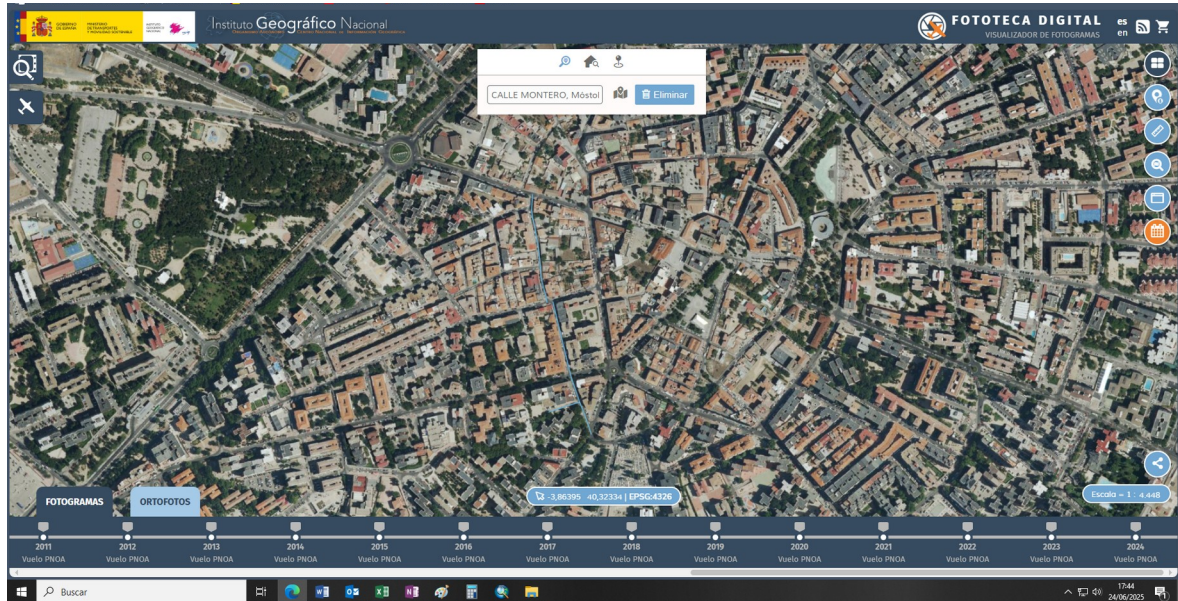 GOBIERNO DE ESPAÑA
MINISTERIO DE TRANSPORTES Y MOVILIDAD SOSTENIBLE
INSTITUTO GEOGRÁFICO NACIONAL
Instituto Geográfico Nacional
FOTOTECA DIGITAL
VISUALIZADOR DE FOTOGRAMAS
es
en
CALLE MONTERO, Móstol
Eliminar
-3,86395 40,32334 | EPSG:4326
Escala = 1 : 4.448
FOTOGRAMAS
ORTOFOTOS
2011 2012 2013 2014 2015 2016 2017 2018 2019 2020 2021 2022 2023 2024
Vuelo PNOA Vuelo PNOA Vuelo PNOA Vuelo PNOA Vuelo PNOA Vuelo PNOA Vuelo PNOA Vuelo PNOA Vuelo PNOA Vuelo PNOA Vuelo PNOA Vuelo PNOA Vuelo PNOA Vuelo PNOA
Buscar
17:44
24/06/2025